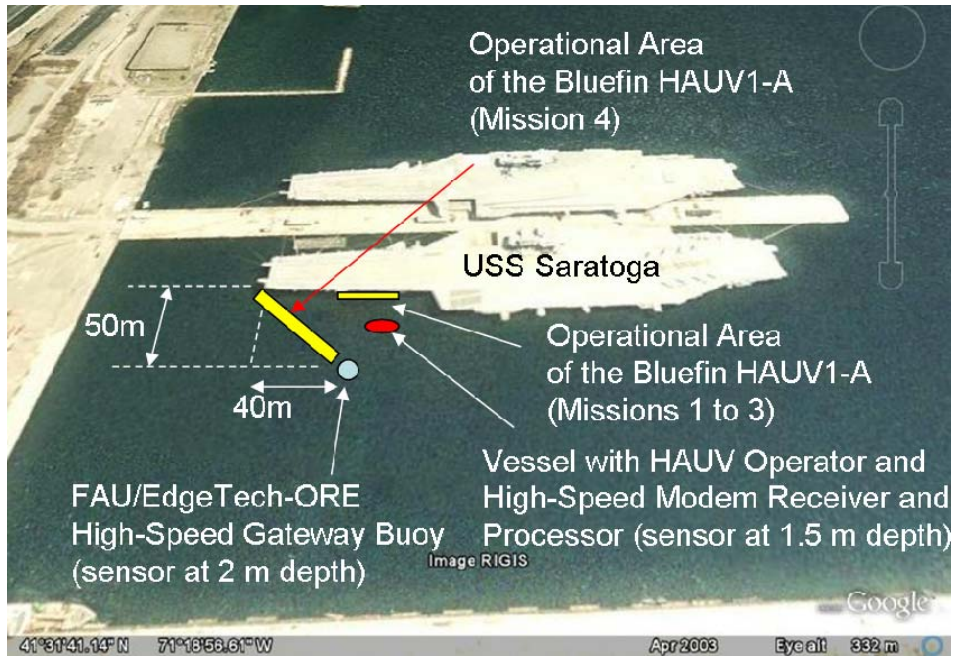 Operational Area
of the Bluefin HAUV1-A
(Mission 4)
USS Saratoga
50m
Operational Area
of the Bluefin HAUV1-A
(Missions 1 to 3)
40m
Vessel with HAUV Operator and
High-Speed Modem Receiver and
Processor (sensor at 1.5 m depth)
FAU/EdgeTech-ORE
High-Speed Gateway Buoy
(sensor at 2 m depth)
Image RIGIS
Google
41°31'41.14" N 71°18'58.61" W Apr 2003 Eye alt 332 m